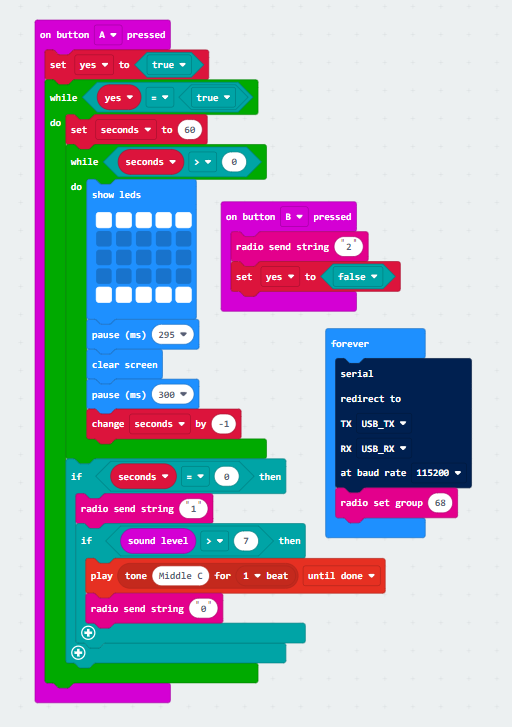 on button A pressed
set yes to true
while yes = true
do set seconds to 60
while seconds > 0
do show leds
pause (ms) 295
clear screen
pause (ms) 300
change seconds by -1
if seconds = 0 then
radio send string "1"
if sound level > 7 then
play tone Middle C for 1 beat until done
radio send string "0"
on button B pressed
radio send string "2"
set yes to false
forever
serial
redirect to
TX USB_TX
RX USB_RX
at baud rate 115200
radio set group 68